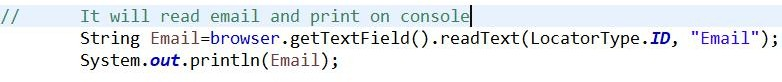 //      It will read email and print on console
String Email=browser.getTextField().readText(LocatorType.ID, "Email");
System.out.println(Email);